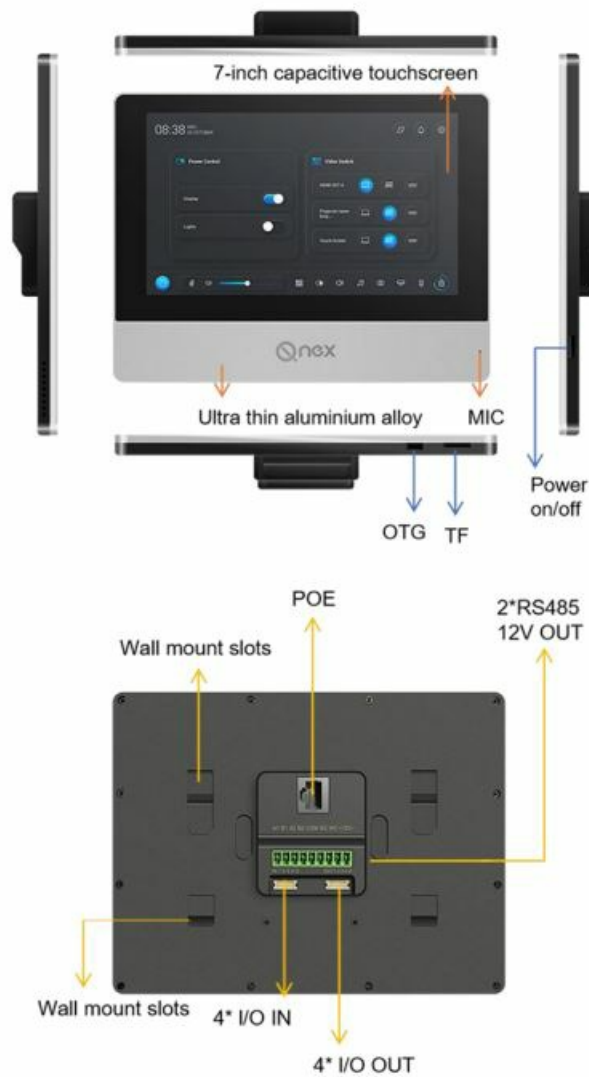 7-inch capacitive touchscreen
08:38
Power Control
Video Switch
Display
Lights
Qnex
Ultra thin aluminium alloy
MIC
Power
on/off
OTG
TF
POE
2*RS485
12V OUT
Wall mount slots
Wall mount slots
4* I/O IN
4* I/O OUT